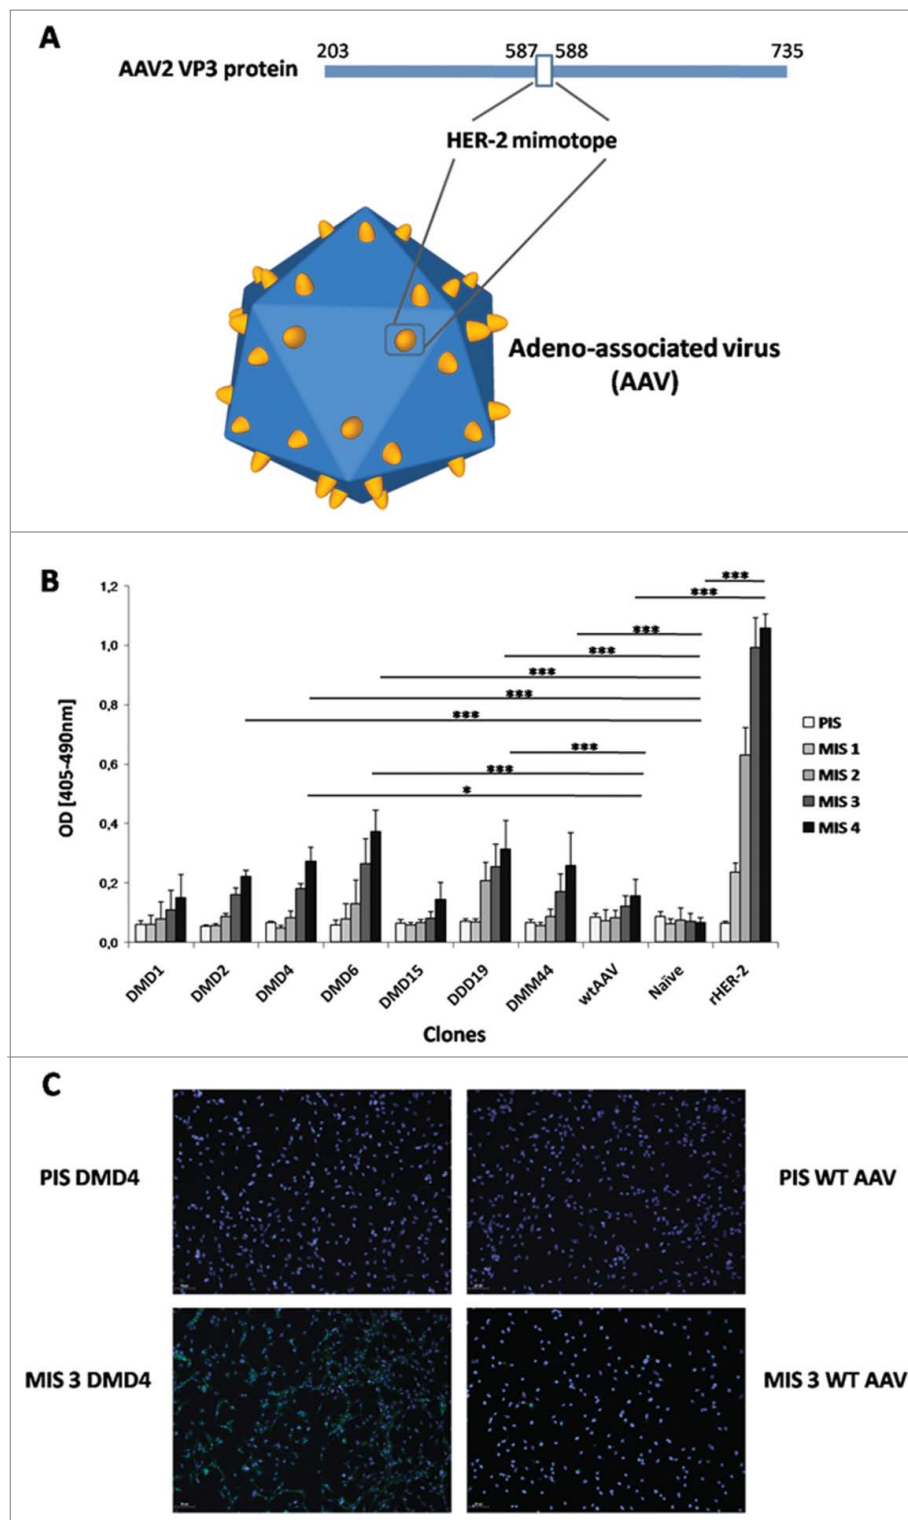 A
203 587 588 735
AAV2 VP3 protein
HER-2 mimotope
Adeno-associated virus
(AAV)
B
OD [405-490nm]
1,2
1,0
0,8
0,6
0,4
0,2
0,0
***
***
***
***
***
***
***
***
***
*
PIS
MIS 1
MIS 2
MIS 3
MIS 4
DMD1
DMD2
DMD4
DMD6
DMD15
DDD19
DMM44
wtAAV
Naïve
rHER-2
Clones
C
PIS DMD4
PIS WT AAV
MIS 3 DMD4
MIS 3 WT AAV